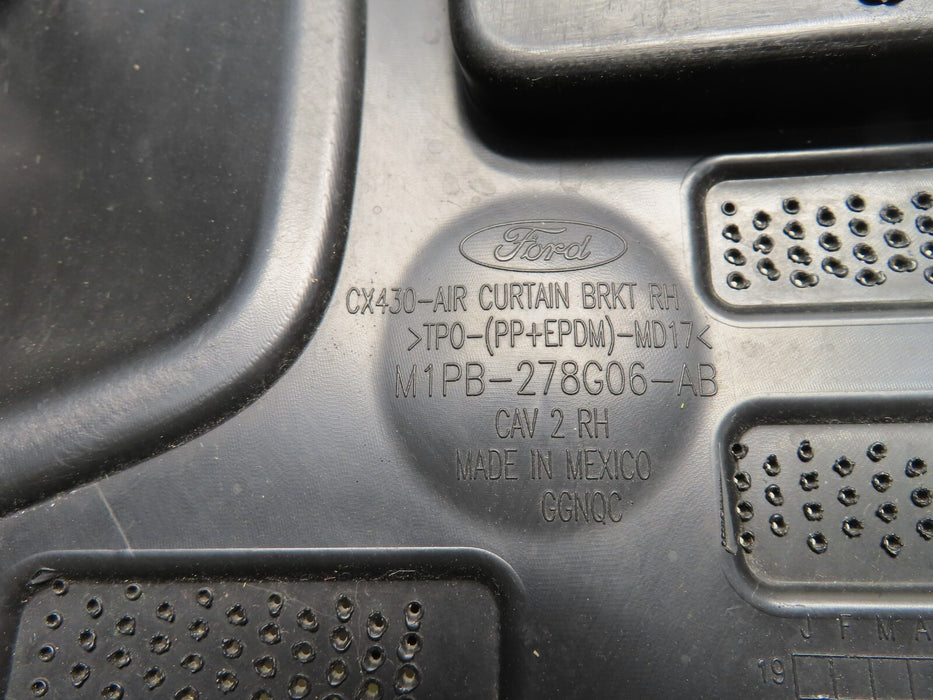 Ford
CX430-AIR CURTAIN BRKT RH
>TPO-(PP+EPDM)-MD17<
M1PB-278G06-AB
CAV 2 RH
MADE IN MEXICO
GGNQC
J F M A
19